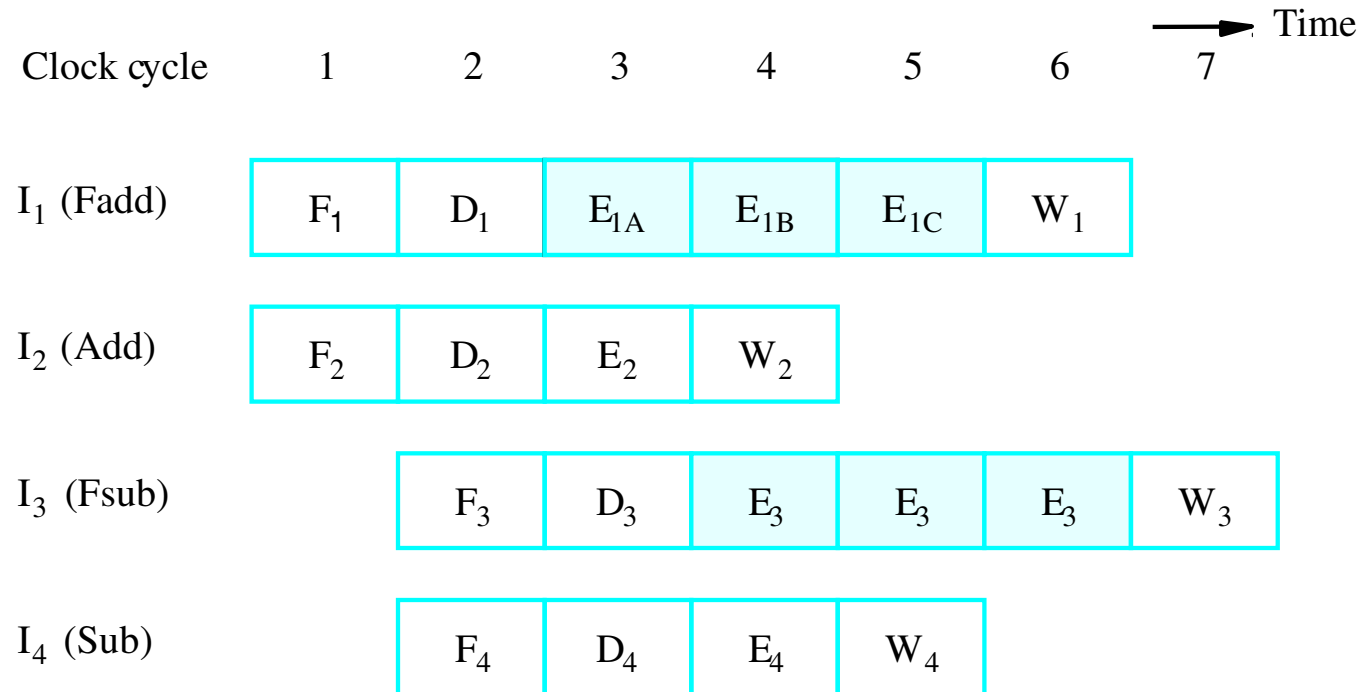 Time
Clock cycle 1 2 3 4 5 6 7
I1 (Fadd) F1 D1 E1A E1B E1C W1
I2 (Add) F2 D2 E2 W2
I3 (Fsub) F3 D3 E3 E3 E3 W3
I4 (Sub) F4 D4 E4 W4